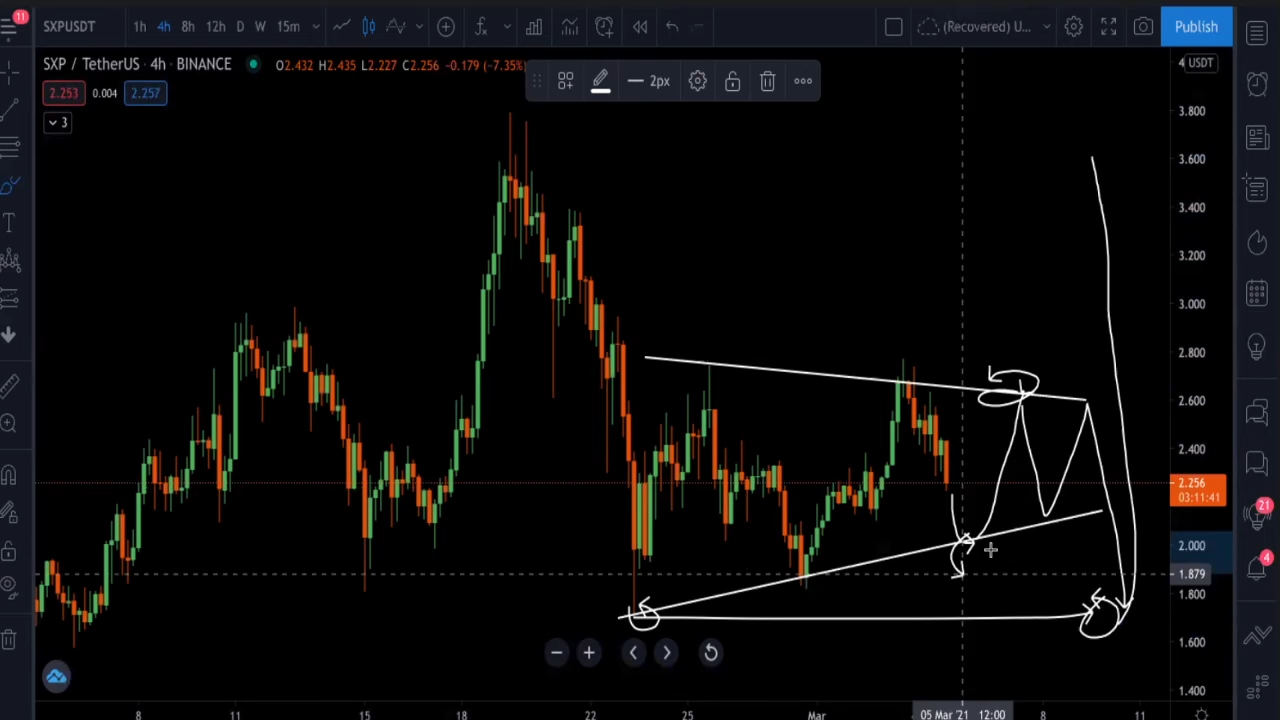 11
SXPUSDT 1h 4h 8h 12h D W 15m (Recovered) U... Publish
SXP / TetherUS · 4h · BINANCE O2.432 H2.435 L2.227 C2.256 -0.179 (-7.35%)
2.253 0.004 2.257
3
2px
T
4 USDT
3.800
3.600
3.400
3.200
3.000
2.800
2.600
2.400
2.256
03:11:41
2.000
1.879
1.800
1.600
1.400
21
4
8 11 15 18 22 25 Mar 05 Mar '21 12:00 8 11